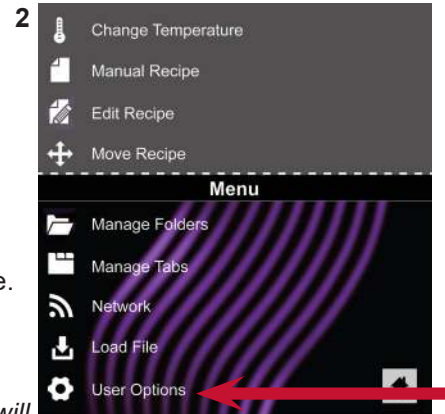 2
Change Temperature
Manual Recipe
Edit Recipe
Move Recipe
Menu
Manage Folders
Manage Tabs
e.
Network
Load File
User Options
will